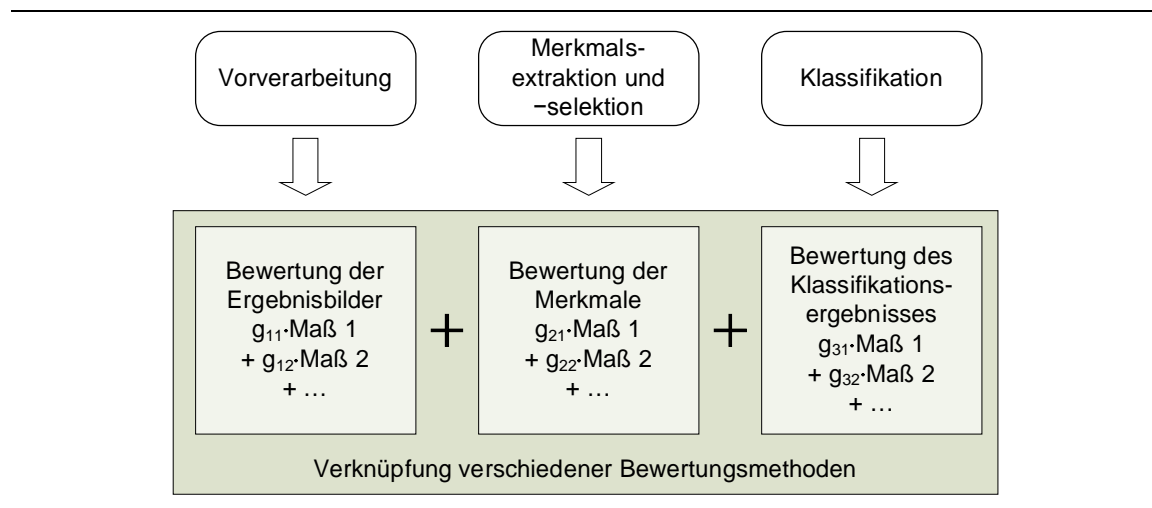 Vorverarbeitung
Merkmals-
extraktion und
−selektion
Klassifikation
Bewertung der
Ergebnisbilder
g₁₁·Maß 1
+ g₁₂·Maß 2
+ …
+
Bewertung der
Merkmale
g₂₁·Maß 1
+ g₂₂·Maß 2
+ …
+
Bewertung des
Klassifikations-
ergebnisses
g₃₁·Maß 1
+ g₃₂·Maß 2
+ …
Verknüpfung verschiedener Bewertungsmethoden